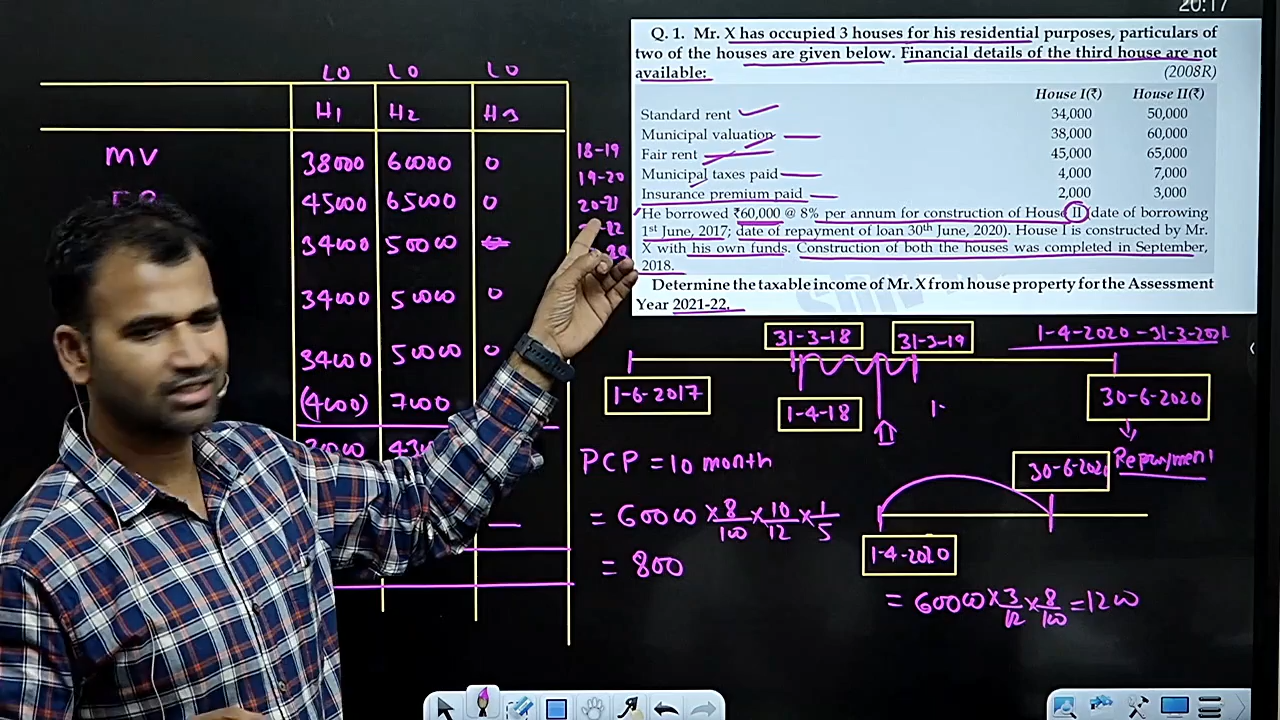 20:17
Q. 1. Mr. X has occupied 3 houses for his residential purposes, particulars of
two of the houses are given below. Financial details of the third house are not
available: (2008R)
House I(₹) House II(₹)
Standard rent 34,000 50,000
Municipal valuation 38,000 60,000
Fair rent 45,000 65,000
Municipal taxes paid 4,000 7,000
Insurance premium paid 2,000 3,000
He borrowed ₹60,000 @ 8% per annum for construction of House II (date of borrowing
1st June, 2017; date of repayment of loan 30th June, 2020). House I is constructed by Mr.
X with his own funds. Construction of both the houses was completed in September,
2018.
Determine the taxable income of Mr. X from house property for the Assessment
Year 2021-22.
LO LO LO
H1 H2 H3
MV 38000 60000 0
45000 65000 0
34000 50000
34000 50000 0
34000 50000 0
(4000) 7000
18-19
19-20
20-21
31-3-18 31-3-19 1-4-2020 - 31-3-2021
1-6-2017 1-4-18 1- 30-6-2020
Repayment
PCP = 10 month
= 60000 × 8/100 × 10/12 × 1/5
= 800
30-6-2020
1-4-2020
= 60000 × 3/12 × 8/100 = 1200